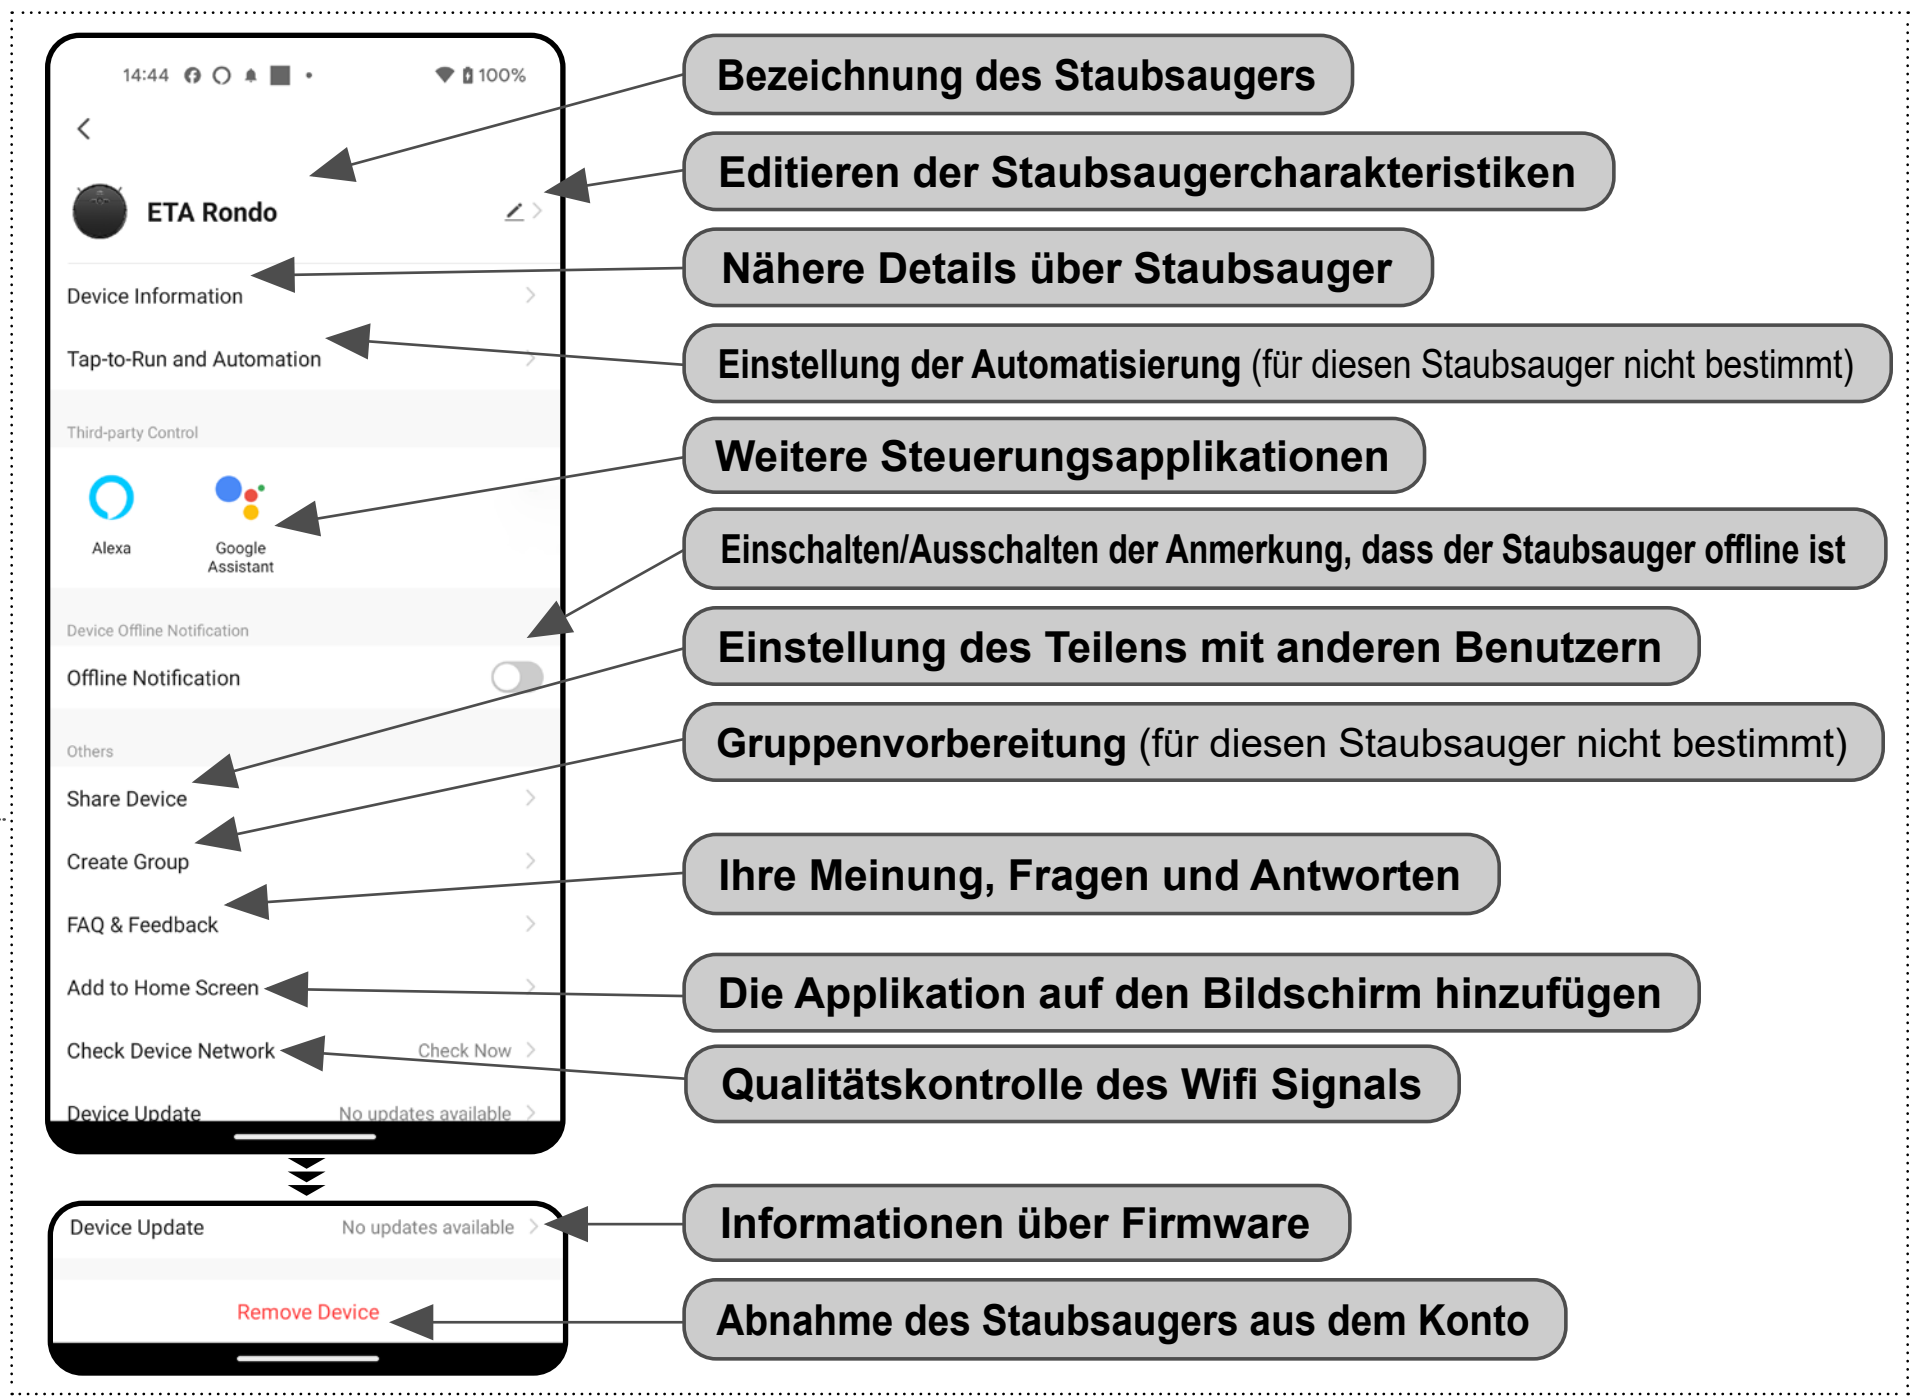 14:44
100%
Bezeichnung des Staubsaugers
Editieren der Staubsaugercharakteristiken
ETA Rondo
Nähere Details über Staubsauger
Device Information
Tap-to-Run and Automation
Einstellung der Automatisierung (für diesen Staubsauger nicht bestimmt)
Third-party Control
Weitere Steuerungsapplikationen
Alexa
Google
Assistant
Einschalten/Ausschalten der Anmerkung, dass der Staubsauger offline ist
Device Offline Notification
Offline Notification
Einstellung des Teilens mit anderen Benutzern
Others
Gruppenvorbereitung (für diesen Staubsauger nicht bestimmt)
Share Device
Create Group
Ihre Meinung, Fragen und Antworten
FAQ & Feedback
Add to Home Screen
Die Applikation auf den Bildschirm hinzufügen
Check Device Network
Check Now
Qualitätskontrolle des Wifi Signals
Device Update
No updates available
Device Update
No updates available
Informationen über Firmware
Remove Device
Abnahme des Staubsaugers aus dem Konto